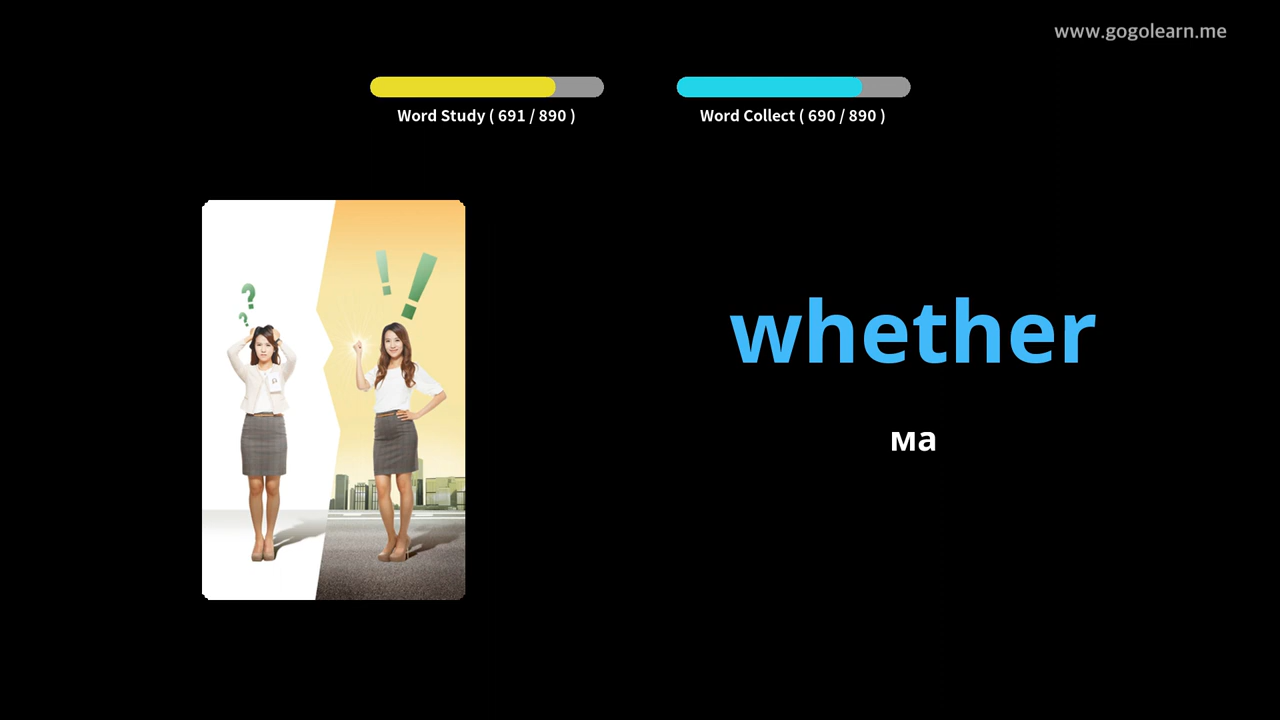 www.gogolearn.me
Word Study ( 691 / 890 )
Word Collect ( 690 / 890 )
? ?
! !
whether
ма